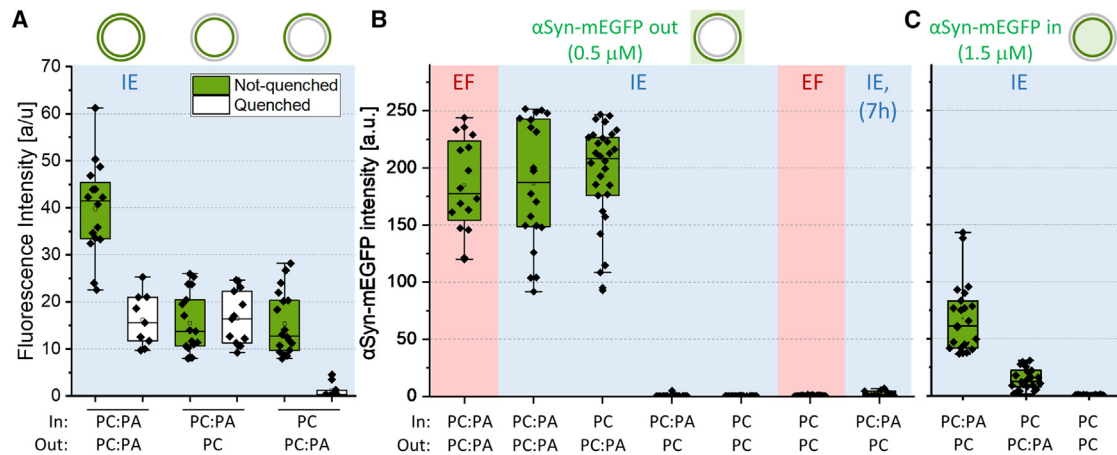 A
70
60
50
40
30
20
10
0
Fluorescence Intensity [a/u]
IE
Not-quenched
Quenched
In: PC:PA PC:PA PC
Out: PC:PA PC PC:PA
B
αSyn-mEGFP out
(0.5 μM)
250
200
150
100
50
0
αSyn-mEGFP intensity [a.u.]
EF IE EF IE,
(7h)
PC:PA PC:PA PC PC:PA PC PC PC:PA
PC:PA PC:PA PC:PA PC PC PC PC
C
αSyn-mEGFP in
(1.5 μM)
IE
PC:PA PC PC
PC PC:PA PC